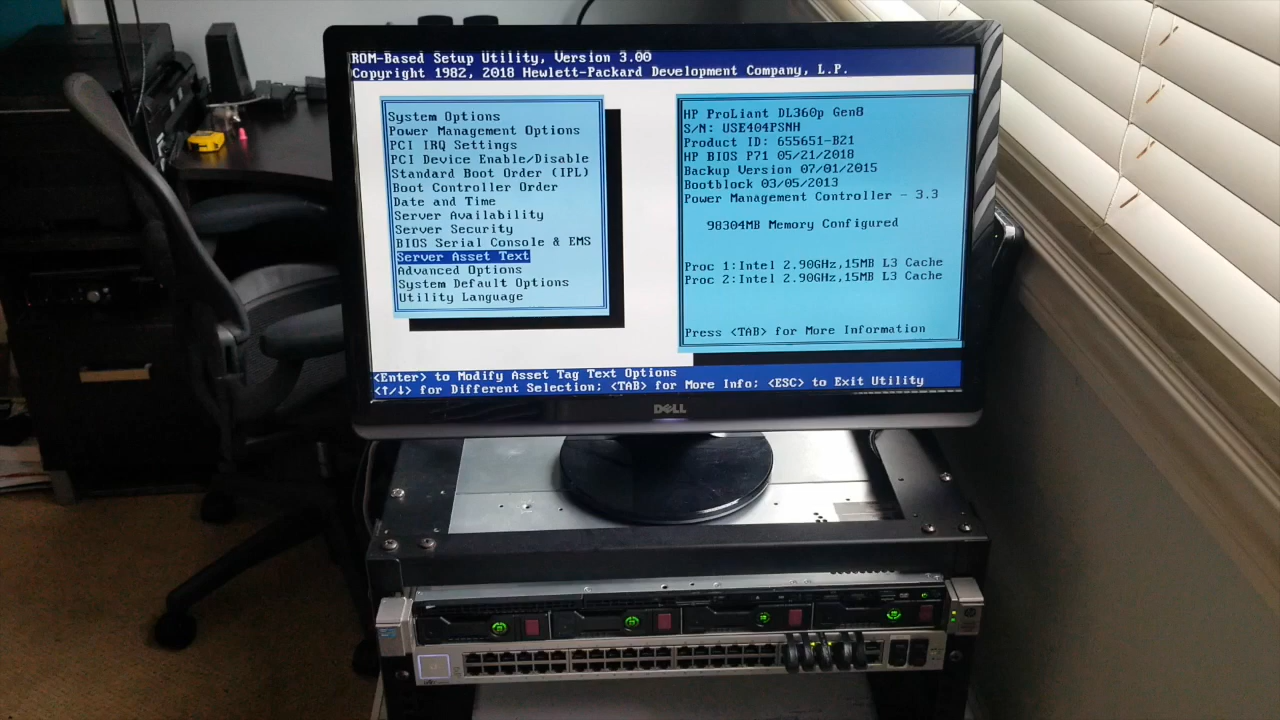 ROM-Based Setup Utility, Version 3.00
Copyright 1982, 2018 Hewlett-Packard Development Company, L.P.
System Options
Power Management Options
PCI IRQ Settings
PCI Device Enable/Disable
Standard Boot Order (IPL)
Boot Controller Order
Date and Time
Server Availability
Server Security
BIOS Serial Console & EMS
Server Asset Text
Advanced Options
System Default Options
Utility Language
HP ProLiant DL360p Gen8
S/N: USE404PSNH
Product ID: 655651-B21
HP BIOS P71 05/21/2018
Backup Version 07/01/2015
Bootblock 03/05/2013
Power Management Controller - 3.3
98304MB Memory Configured
Proc 1:Intel 2.90GHz,15MB L3 Cache
Proc 2:Intel 2.90GHz,15MB L3 Cache
Press <TAB> for More Information
<Enter> to Modify Asset Tag Text Options
<↑/↓> for Different Selection; <TAB> for More Info; <ESC> to Exit Utility
DELL